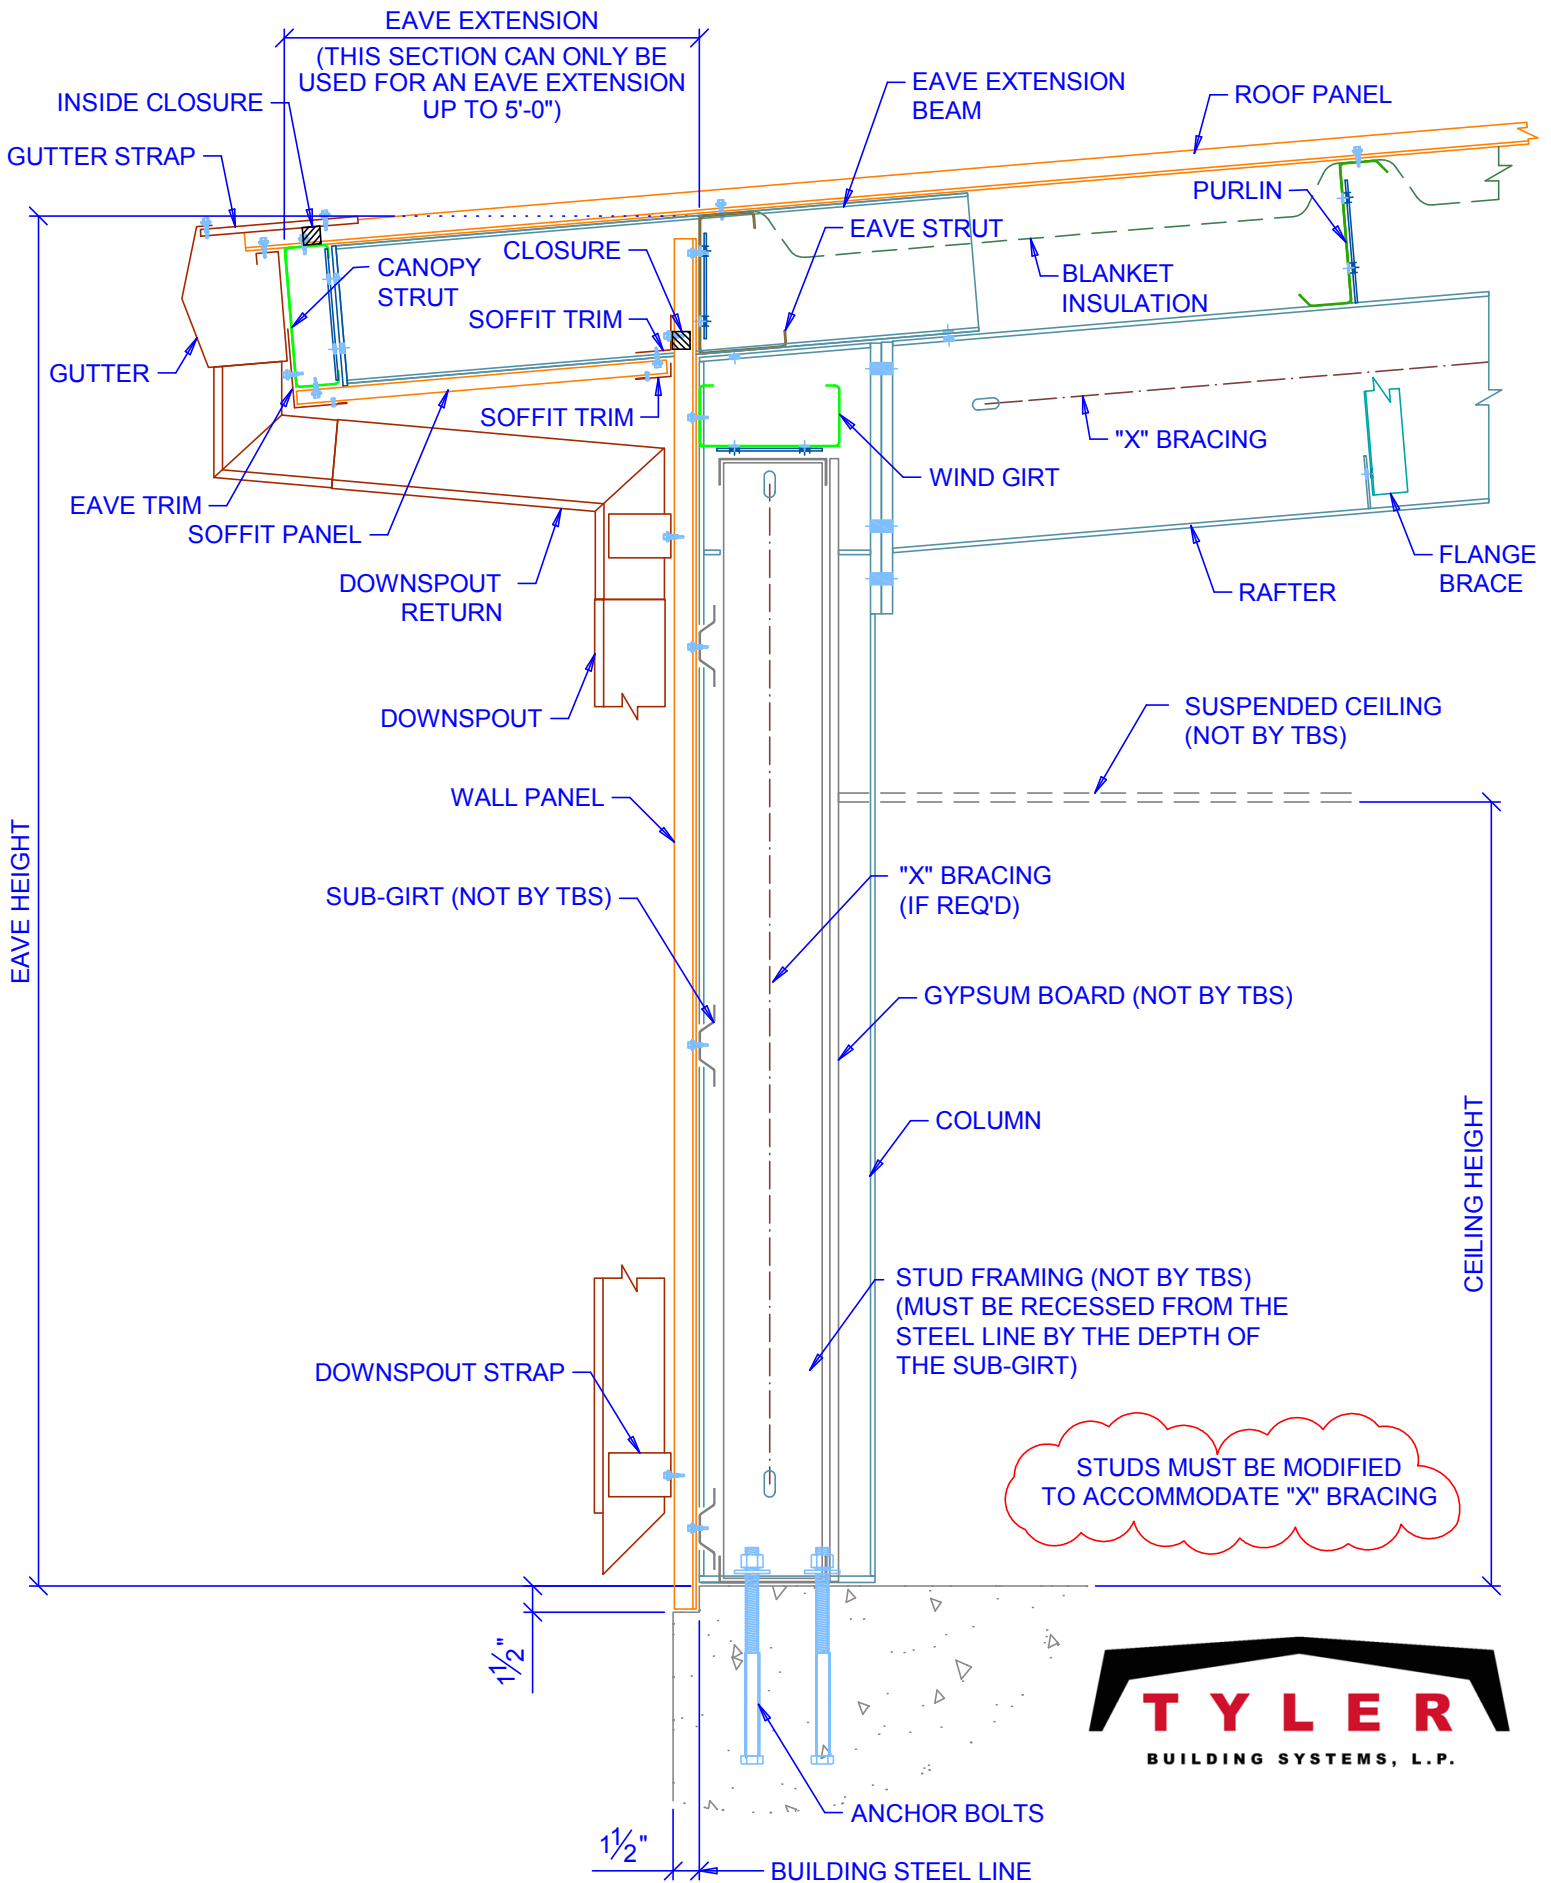 EAVE EXTENSION
(THIS SECTION CAN ONLY BE
USED FOR AN EAVE EXTENSION
UP TO 5'-0")
INSIDE CLOSURE
GUTTER STRAP
EAVE EXTENSION
BEAM
ROOF PANEL
PURLIN
EAVE STRUT
CLOSURE
CANOPY
STRUT
BLANKET
INSULATION
SOFFIT TRIM
GUTTER
SOFFIT TRIM
"X" BRACING
WIND GIRT
EAVE TRIM
SOFFIT PANEL
DOWNSPOUT
RETURN
FLANGE
BRACE
RAFTER
DOWNSPOUT
SUSPENDED CEILING
(NOT BY TBS)
WALL PANEL
EAVE HEIGHT
SUB-GIRT (NOT BY TBS)
"X" BRACING
(IF REQ'D)
GYPSUM BOARD (NOT BY TBS)
COLUMN
CEILING HEIGHT
STUD FRAMING (NOT BY TBS)
(MUST BE RECESSED FROM THE
STEEL LINE BY THE DEPTH OF
THE SUB-GIRT)
DOWNSPOUT STRAP
STUDS MUST BE MODIFIED
TO ACCOMMODATE "X" BRACING
1½"
TYLER
BUILDING SYSTEMS, L.P.
ANCHOR BOLTS
1½"
BUILDING STEEL LINE